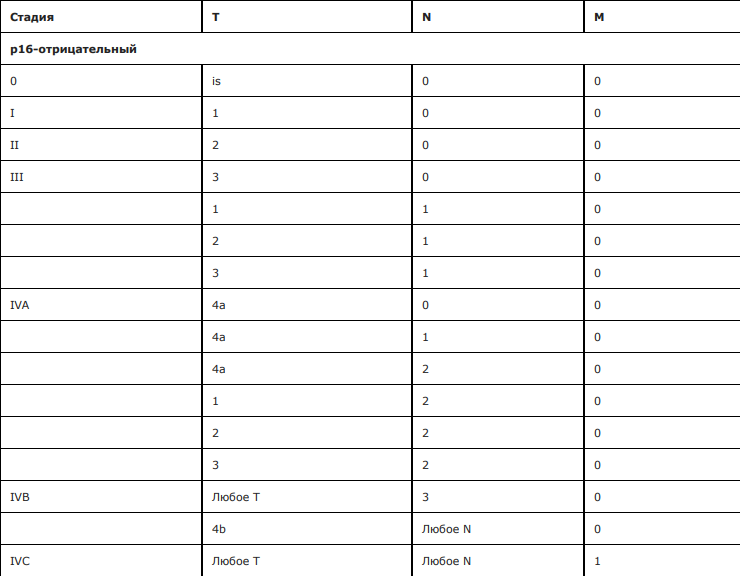 Стадия T N M
p16-отрицательный
0 is 0 0
I 1 0 0
II 2 0 0
III 3 0 0
1 1 0
2 1 0
3 1 0
IVA 4a 0 0
4a 1 0
4a 2 0
1 2 0
2 2 0
3 2 0
IVB Любое T 3 0
4b Любое N 0
IVC Любое T Любое N 1